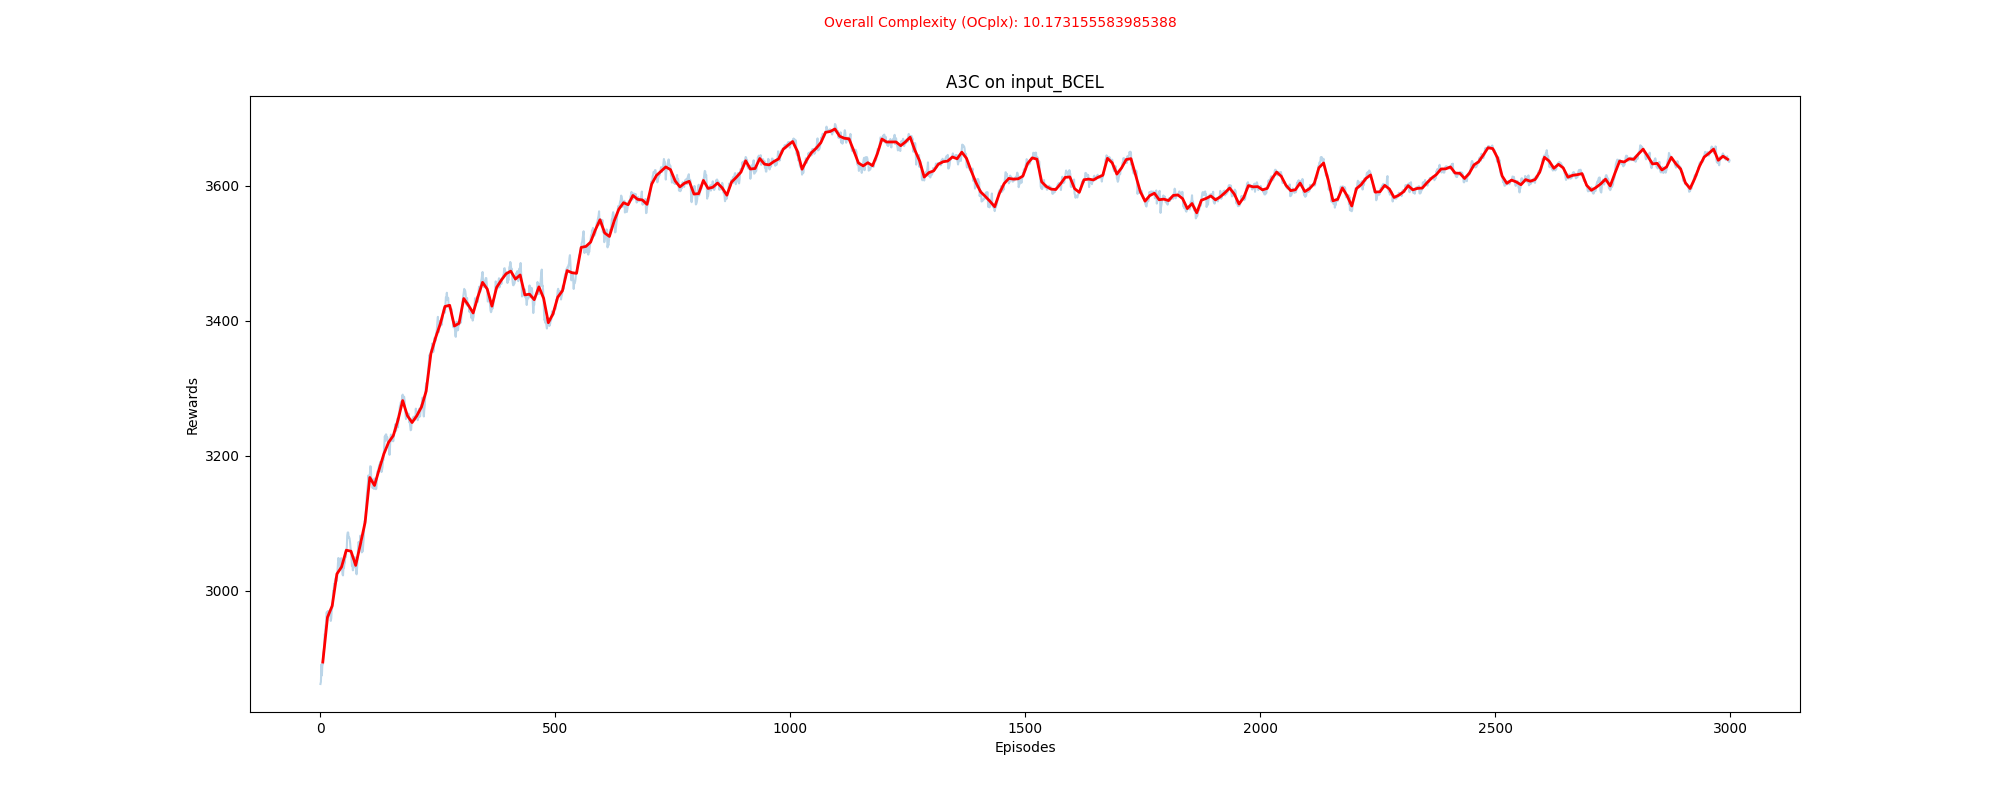 Overall Complexity (OCplx): 10.173155583985388
A3C on input_BCEL
Rewards
3600
3400
3200
3000
0 500 1000 1500 2000 2500 3000
Episodes